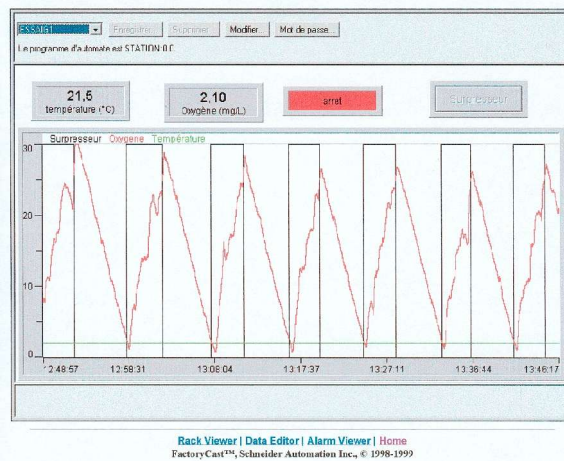 ESSAIG1 Enregistrer... Supprimer... Modifier... Mot de passe...
Le programme d'automate est STATION:0.C
21,5
température (°C)
2,10
Oxygène (mg/L)
arret
Surpresseur
Surpresseur Oxygene Température
30
20
10
0
12:48:57 12:58:31 13:08:04 13:17:37 13:27:11 13:36:44 13:46:17
Rack Viewer | Data Editor | Alarm Viewer | Home
FactoryCast™, Schneider Automation Inc., © 1998-1999